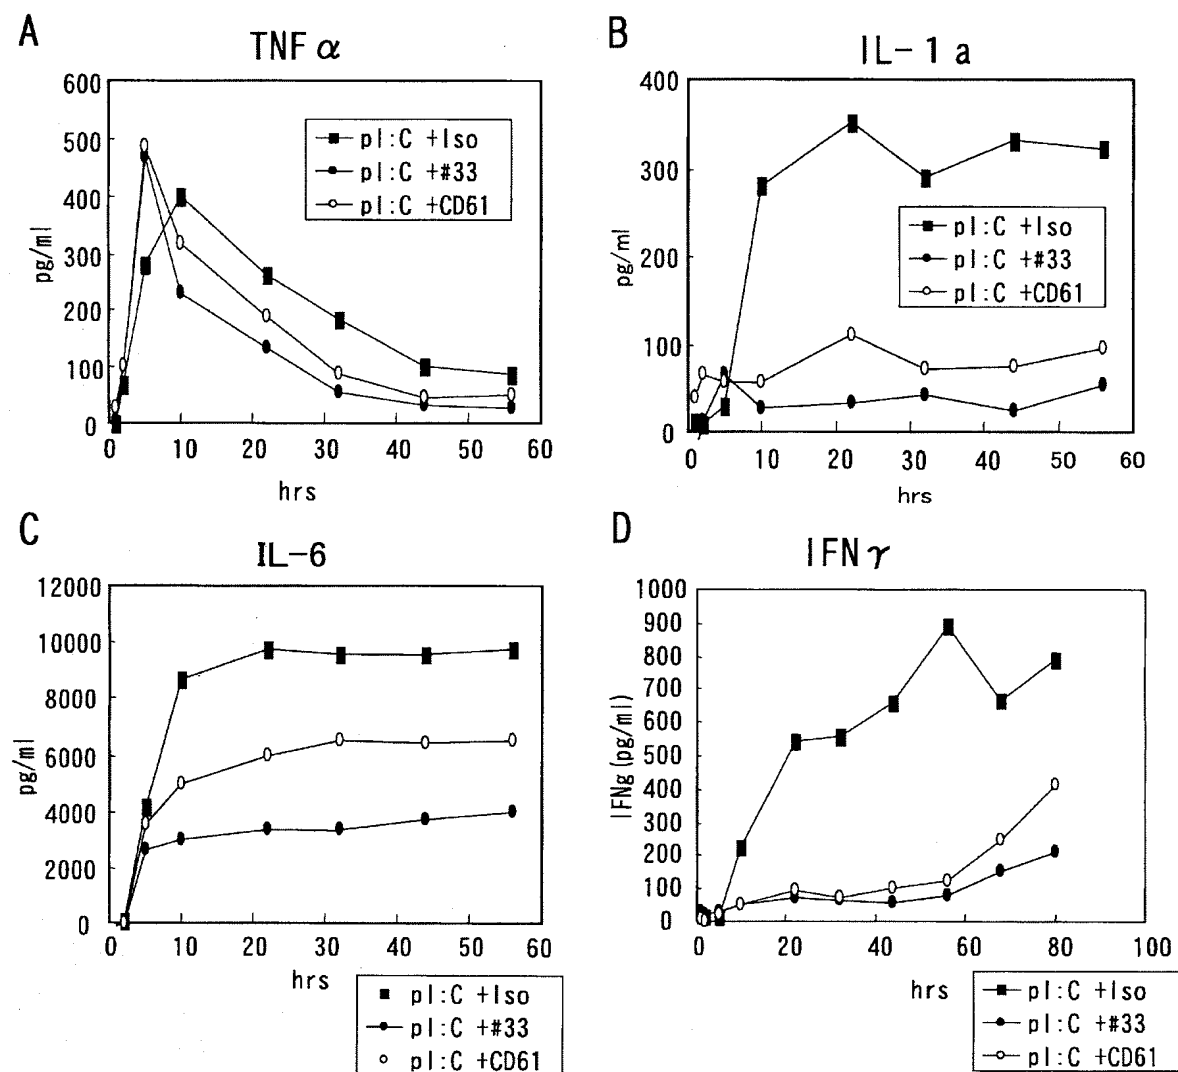 A
TNF α
600
500
400
300
200
100
0
pg/ml
pI:C +Iso
pI:C +#33
pI:C +CD61
0 10 20 30 40 50 60
hrs
B
IL-1 a
400
300
200
100
0
pg/ml
pI:C +Iso
pI:C +#33
pI:C +CD61
0 10 20 30 40 50 60
hrs
C
IL-6
12000
10000
8000
6000
4000
2000
0
pg/ml
0 10 20 30 40 50 60
hrs
pI:C +Iso
pI:C +#33
pI:C +CD61
D
IFN γ
1000
900
800
700
600
500
400
300
200
100
0
IFNg (pg/ml)
0 20 40 60 80 100
hrs
pI:C +Iso
pI:C +#33
pI:C +CD61